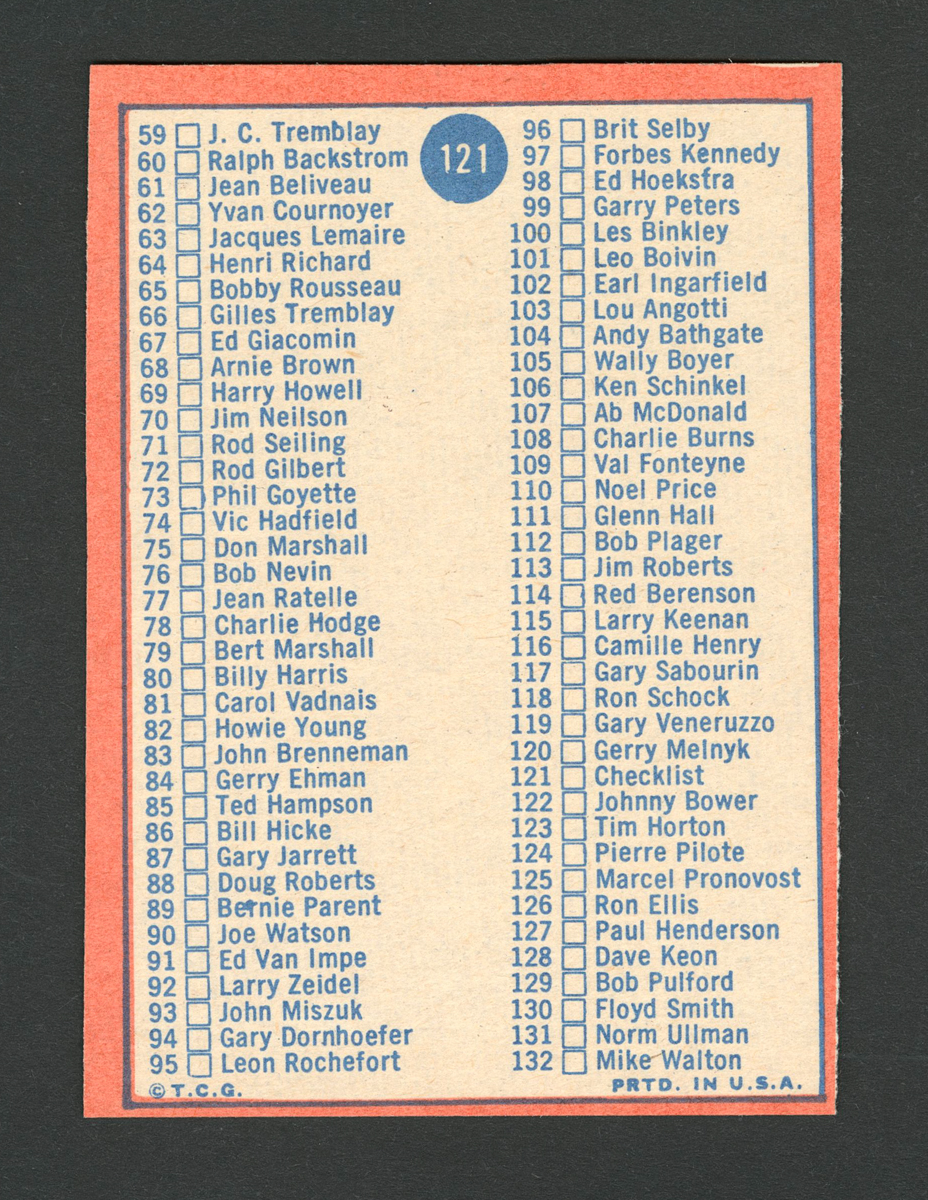 121
59 J. C. Tremblay
60 Ralph Backstrom
61 Jean Beliveau
62 Yvan Cournoyer
63 Jacques Lemaire
64 Henri Richard
65 Bobby Rousseau
66 Gilles Tremblay
67 Ed Giacomin
68 Arnie Brown
69 Harry Howell
70 Jim Neilson
71 Rod Seiling
72 Rod Gilbert
73 Phil Goyette
74 Vic Hadfield
75 Don Marshall
76 Bob Nevin
77 Jean Ratelle
78 Charlie Hodge
79 Bert Marshall
80 Billy Harris
81 Carol Vadnais
82 Howie Young
83 John Brenneman
84 Gerry Ehman
85 Ted Hampson
86 Bill Hicke
87 Gary Jarrett
88 Doug Roberts
89 Bernie Parent
90 Joe Watson
91 Ed Van Impe
92 Larry Zeidel
93 John Miszuk
94 Gary Dornhoefer
95 Leon Rochefort
96 Brit Selby
97 Forbes Kennedy
98 Ed Hoeksfra
99 Garry Peters
100 Les Binkley
101 Leo Boivin
102 Earl Ingarfield
103 Lou Angotti
104 Andy Bathgate
105 Wally Boyer
106 Ken Schinkel
107 Ab McDonald
108 Charlie Burns
109 Val Fonteyne
110 Noel Price
111 Glenn Hall
112 Bob Plager
113 Jim Roberts
114 Red Berenson
115 Larry Keenan
116 Camille Henry
117 Gary Sabourin
118 Ron Schock
119 Gary Veneruzzo
120 Gerry Melnyk
121 Checklist
122 Johnny Bower
123 Tim Horton
124 Pierre Pilote
125 Marcel Pronovost
126 Ron Ellis
127 Paul Henderson
128 Dave Keon
129 Bob Pulford
130 Floyd Smith
131 Norm Ullman
132 Mike Walton
© T.C.G.
PRTD. IN U.S.A.